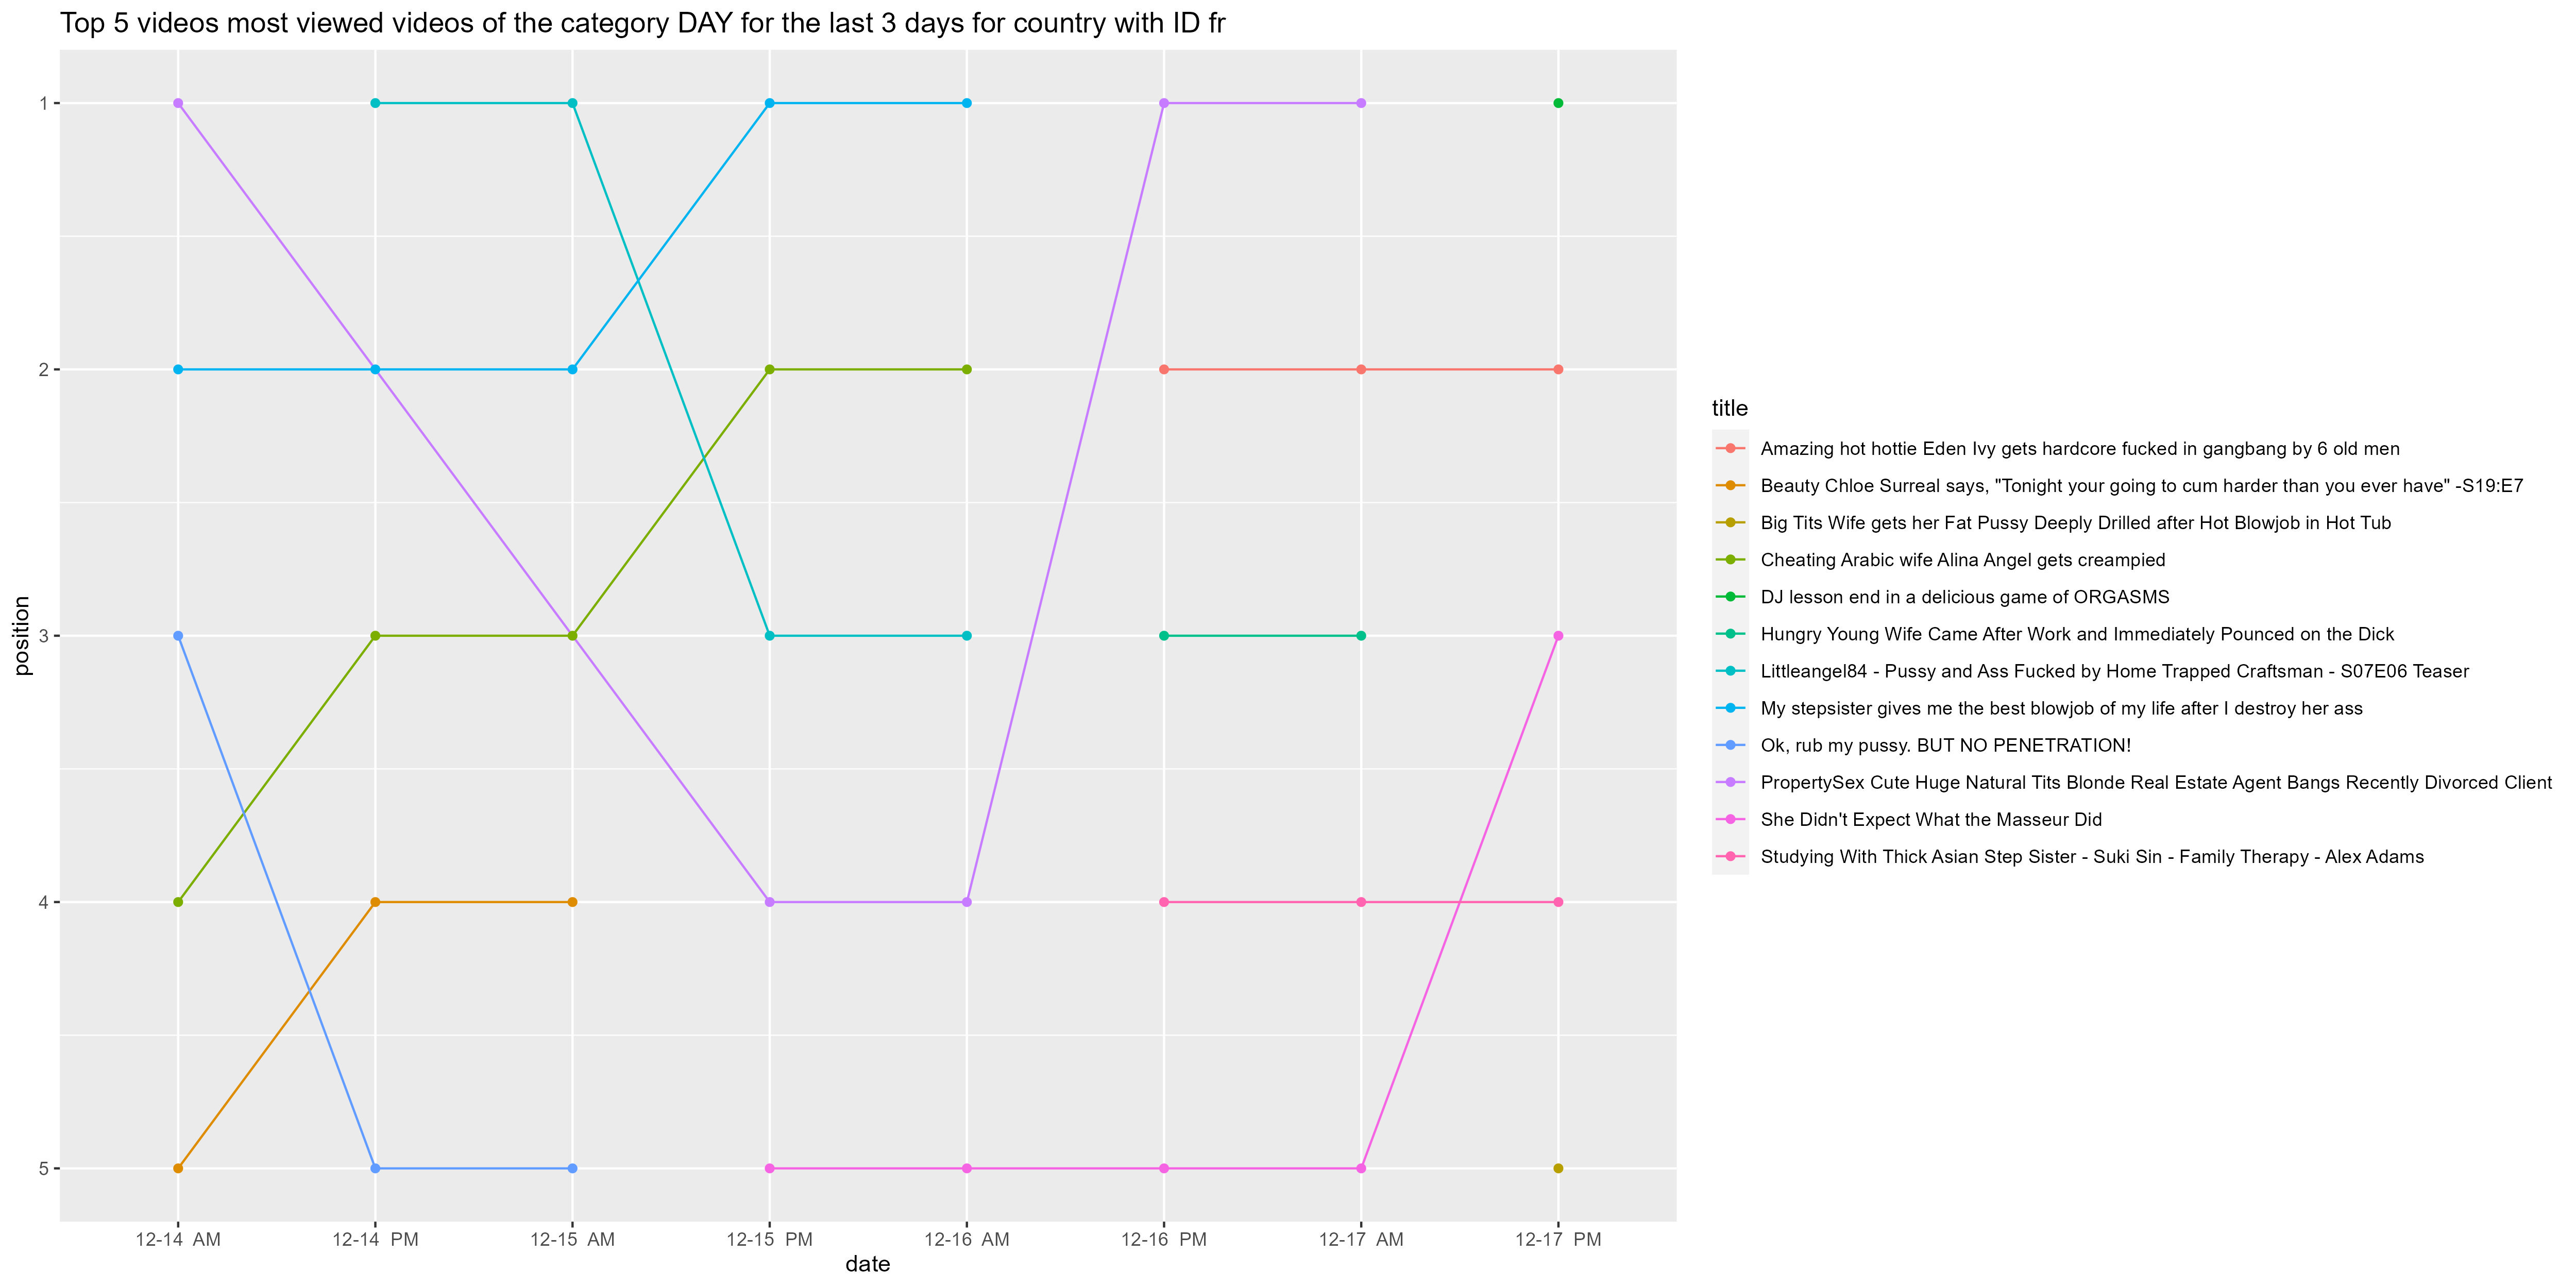 Top 5 videos most viewed videos of the category DAY for the last 3 days for country with ID fr
position
1
2
3
4
5
12-14 AM
12-14 PM
12-15 AM
12-15 PM
12-16 AM
12-16 PM
12-17 AM
12-17 PM
date
title
Amazing hot hottie Eden Ivy gets hardcore fucked in gangbang by 6 old men
Beauty Chloe Surreal says, "Tonight your going to cum harder than you ever have" -S19:E7
Big Tits Wife gets her Fat Pussy Deeply Drilled after Hot Blowjob in Hot Tub
Cheating Arabic wife Alina Angel gets creampied
DJ lesson end in a delicious game of ORGASMS
Hungry Young Wife Came After Work and Immediately Pounced on the Dick
Littleangel84 - Pussy and Ass Fucked by Home Trapped Craftsman - S07E06 Teaser
My stepsister gives me the best blowjob of my life after I destroy her ass
Ok, rub my pussy. BUT NO PENETRATION!
PropertySex Cute Huge Natural Tits Blonde Real Estate Agent Bangs Recently Divorced Client
She Didn't Expect What the Masseur Did
Studying With Thick Asian Step Sister - Suki Sin - Family Therapy - Alex Adams